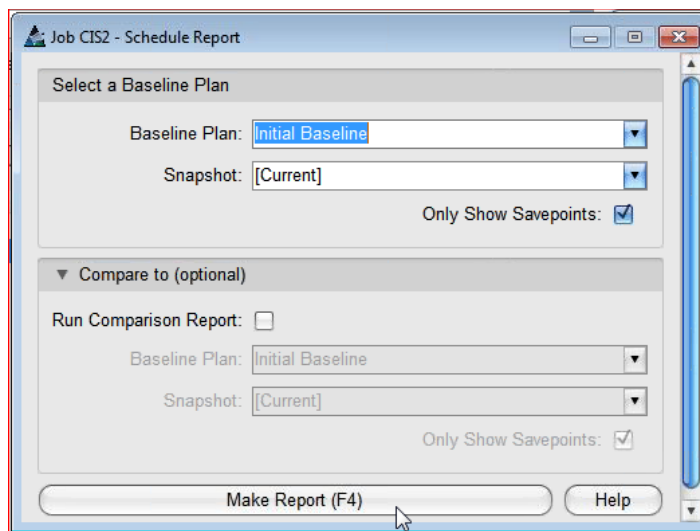 Job CIS2 - Schedule Report
Select a Baseline Plan
Baseline Plan: Initial Baseline
Snapshot: [Current]
Only Show Savepoints:
Compare to (optional)
Run Comparison Report:
Baseline Plan: Initial Baseline
Snapshot: [Current]
Only Show Savepoints:
Make Report (F4) Help